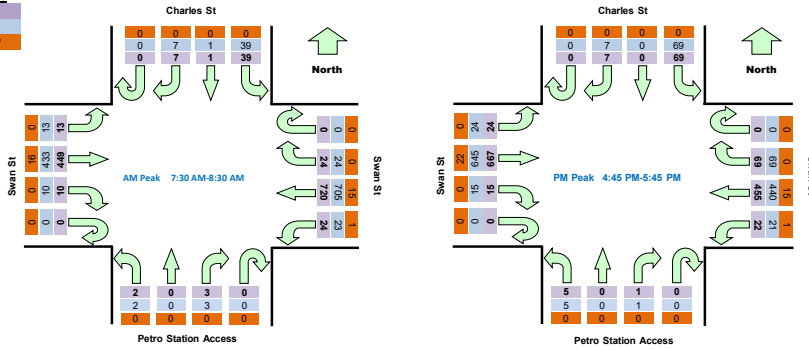 Charles St
0 0 0 0
0 7 1 39
0 7 1 39
North
Swan St
0 13 13
16 433 449
0 10 10
0 0 0
AM Peak 7:30 AM-8:30 AM
0 0 0
24 24 0
720 705 15
24 23 1
Swan St
2 0 3 0
2 0 3 0
0 0 0 0
Petro Station Access
Charles St
0 0 0 0
0 7 0 69
0 7 0 69
North
Swan St
0 24 24
22 645 667
0 15 15
0 0 0
PM Peak 4:45 PM-5:45 PM
0 0 0
69 69 0
455 440 15
22 21 1
5 0 1 0
5 0 1 0
0 0 0 0
Petro Station Access